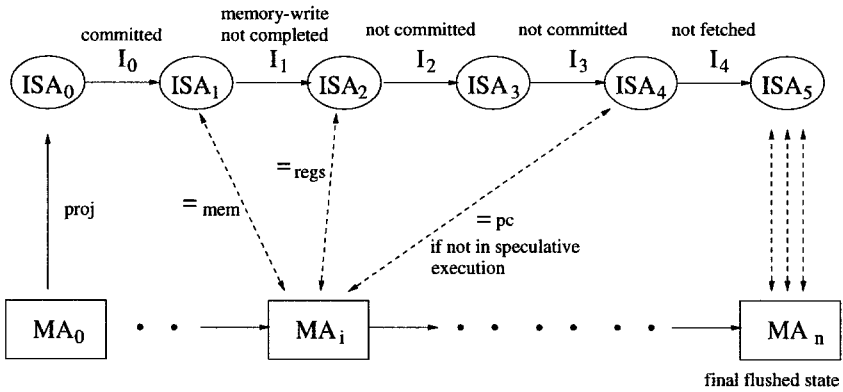 memory-write
committed not completed not committed not committed not fetched
I0 I1 I2 I3 I4
ISA0 ISA1 ISA2 ISA3 ISA4 ISA5
= regs
proj = mem = pc
if not in speculative
execution
MA0 MAi MAn
final flushed state